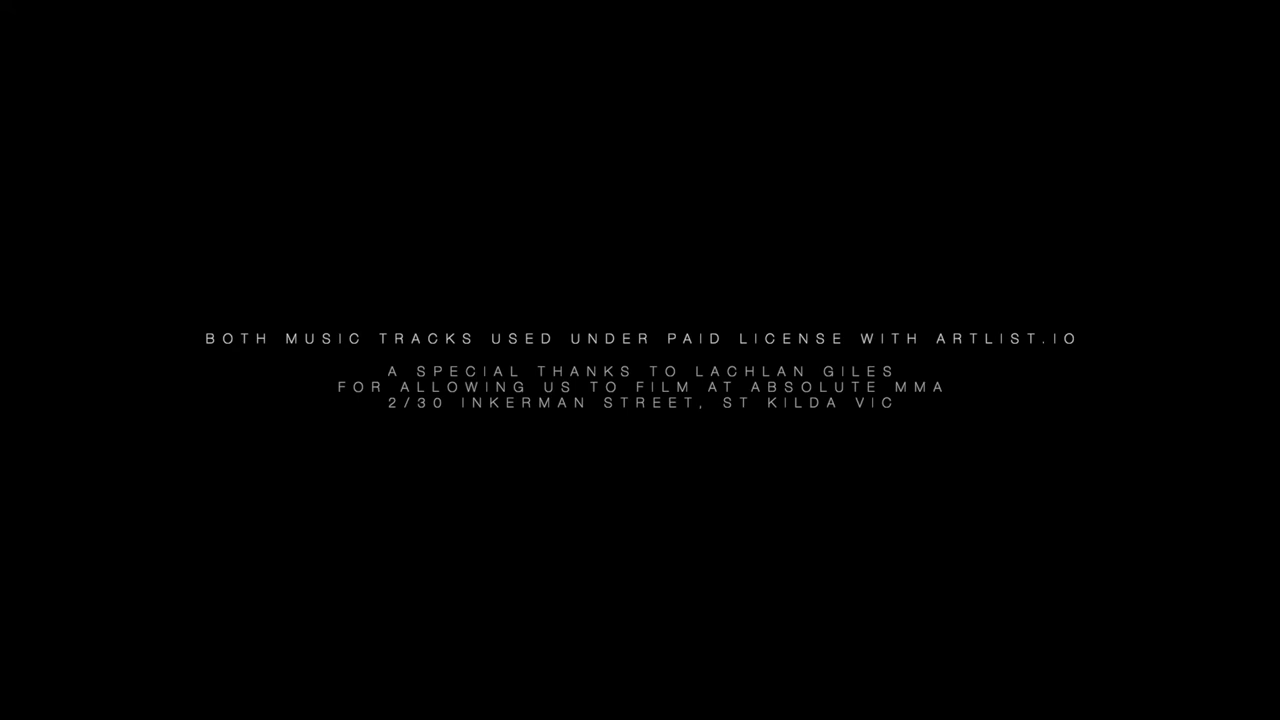 BOTH MUSIC TRACKS USED UNDER PAID LICENSE WITH ARTLIST.IO
A SPECIAL THANKS TO LACHLAN GILES
FOR ALLOWING US TO FILM AT ABSOLUTE MMA
2/30 INKERMAN STREET, ST KILDA VIC